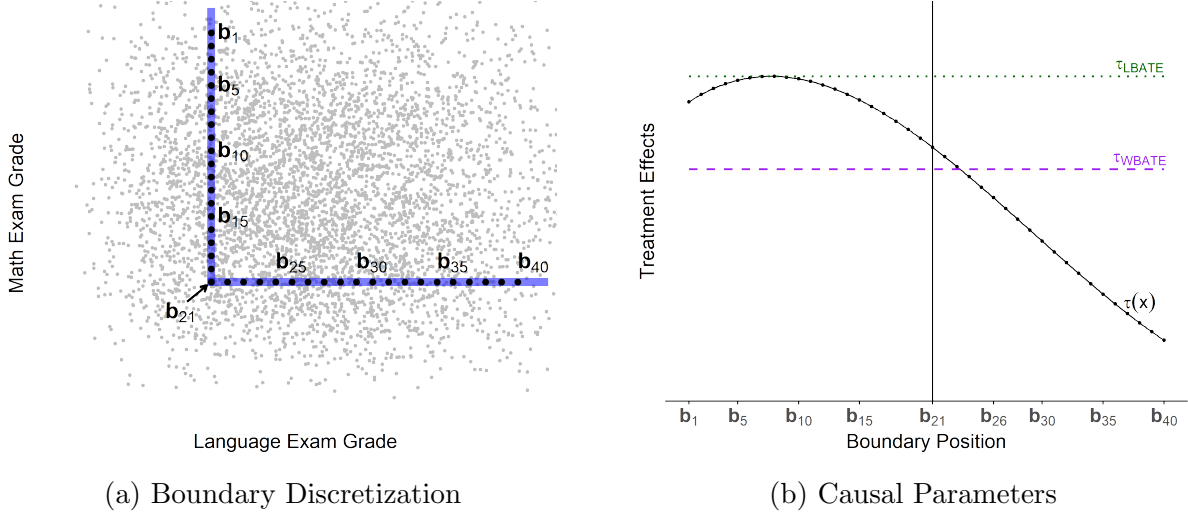 Math Exam Grade
b1
b5
b10
b15
b25 b30 b35 b40
b21
Language Exam Grade
(a) Boundary Discretization
Treatment Effects
τLBATE
τWBATE
τ(x)
b1 b5 b10 b15 b21 b26 b30 b35 b40
Boundary Position
(b) Causal Parameters